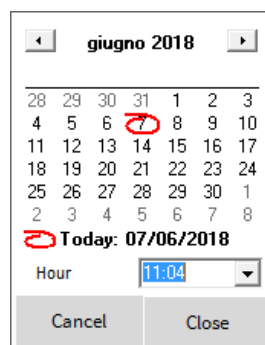 giugno 2018
28 29 30 31 1 2 3
4 5 6 7 8 9 10
11 12 13 14 15 16 17
18 19 20 21 22 23 24
25 26 27 28 29 30 1
2 3 4 5 6 7 8
Today: 07/06/2018
Hour 11:04
Cancel Close